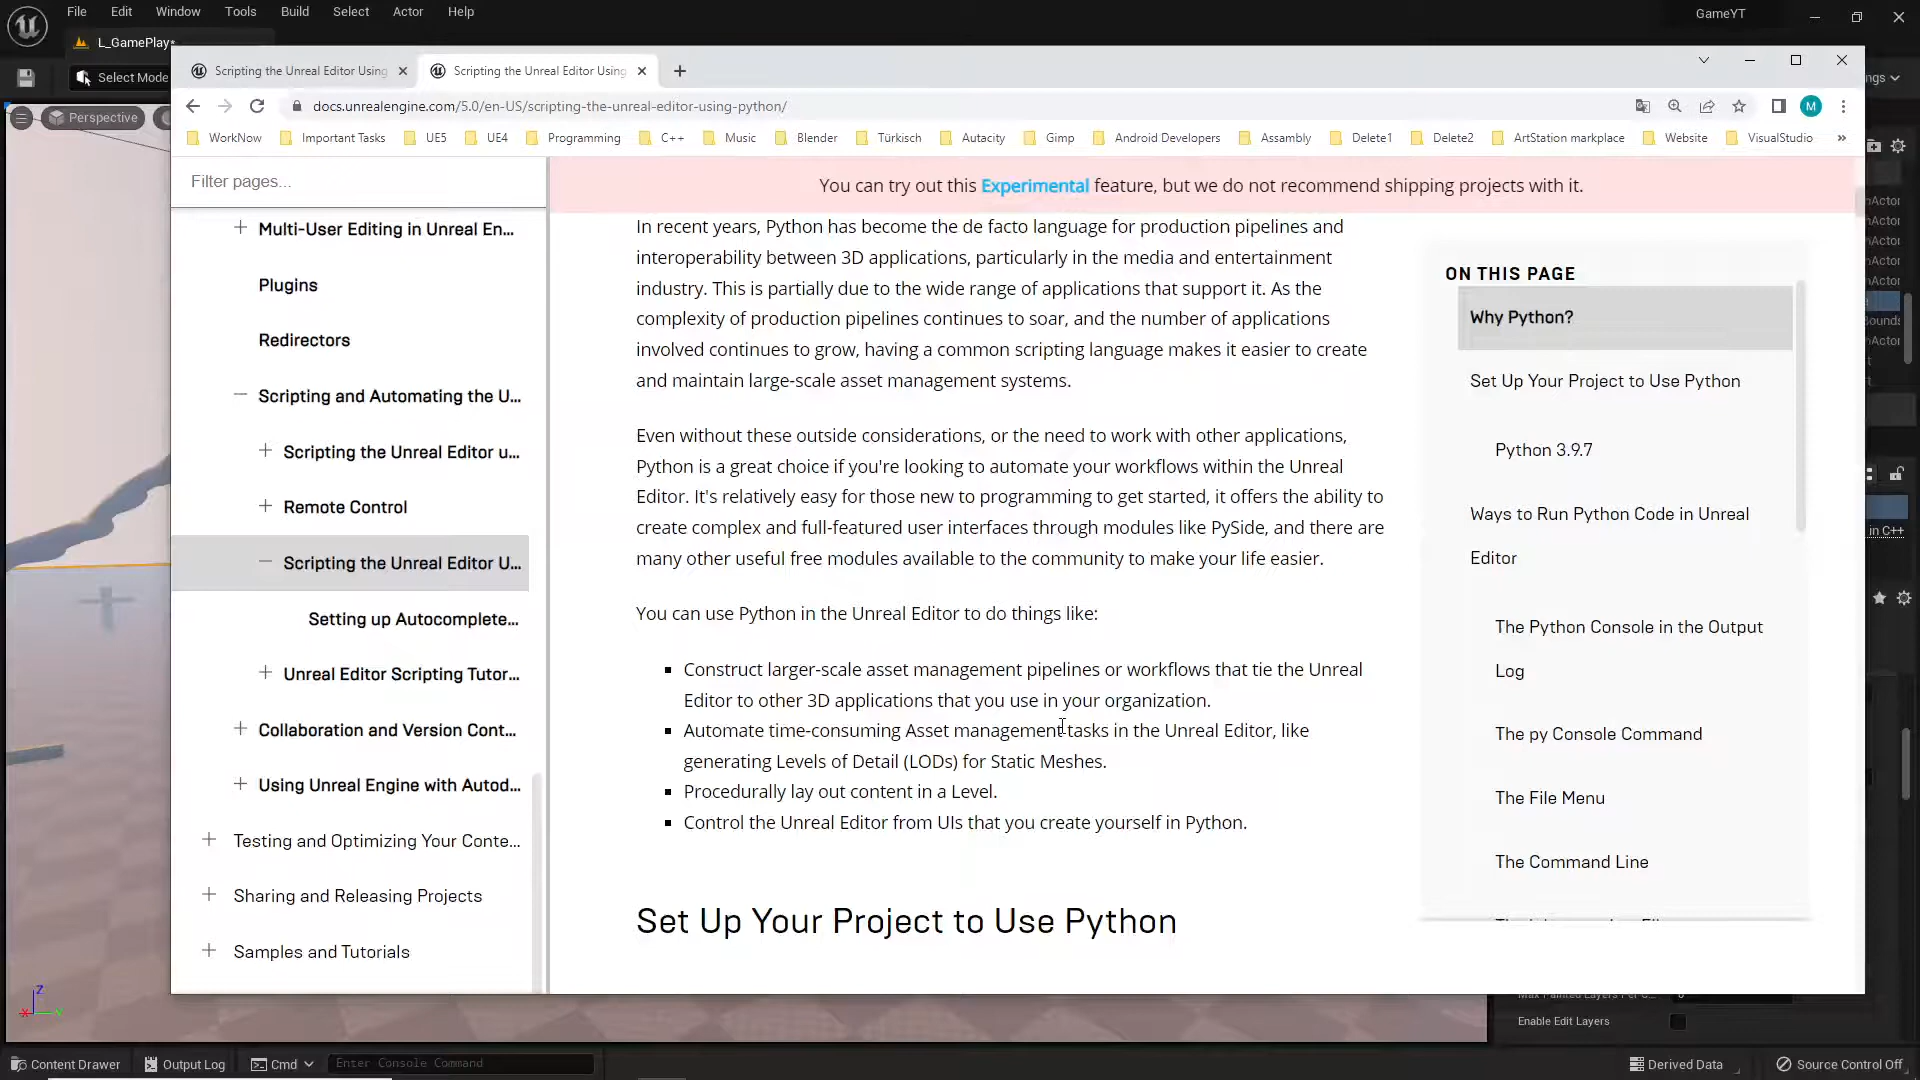 File Edit Window Tools Build Select Actor Help
GameYT
L_GamePlay*
Select Mode
Perspective
Scripting the Unreal Editor Using
Scripting the Unreal Editor Using
docs.unrealengine.com/5.0/en-US/scripting-the-unreal-editor-using-python/
M
WorkNow Important Tasks UE5 UE4 Programming C++ Music Blender Türkisch Autacity Gimp Android Developers Assambly Delete1 Delete2 ArtStation markplace Website VisualStudio »
Filter pages...
Multi-User Editing in Unreal En...
Plugins
Redirectors
Scripting and Automating the U...
Scripting the Unreal Editor u...
Remote Control
Scripting the Unreal Editor U...
Setting up Autocomplete...
Unreal Editor Scripting Tutor...
Collaboration and Version Cont...
Using Unreal Engine with Autod...
Testing and Optimizing Your Conte...
Sharing and Releasing Projects
Samples and Tutorials
You can try out this Experimental feature, but we do not recommend shipping projects with it.
In recent years, Python has become the de facto language for production pipelines and
interoperability between 3D applications, particularly in the media and entertainment
industry. This is partially due to the wide range of applications that support it. As the
complexity of production pipelines continues to soar, and the number of applications
involved continues to grow, having a common scripting language makes it easier to create
and maintain large-scale asset management systems.
Even without these outside considerations, or the need to work with other applications,
Python is a great choice if you're looking to automate your workflows within the Unreal
Editor. It's relatively easy for those new to programming to get started, it offers the ability to
create complex and full-featured user interfaces through modules like PySide, and there are
many other useful free modules available to the community to make your life easier.
You can use Python in the Unreal Editor to do things like:
Construct larger-scale asset management pipelines or workflows that tie the Unreal
Editor to other 3D applications that you use in your organization.
Automate time-consuming Asset management tasks in the Unreal Editor, like
generating Levels of Detail (LODs) for Static Meshes.
Procedurally lay out content in a Level.
Control the Unreal Editor from UIs that you create yourself in Python.
Set Up Your Project to Use Python
ON THIS PAGE
Why Python?
Set Up Your Project to Use Python
Python 3.9.7
Ways to Run Python Code in Unreal
Editor
The Python Console in the Output
Log
The py Console Command
The File Menu
The Command Line
in C++
Enable Edit Layers
Z
X
Y
Content Drawer Output Log Cmd Enter Console Command
Derived Data Source Control Off